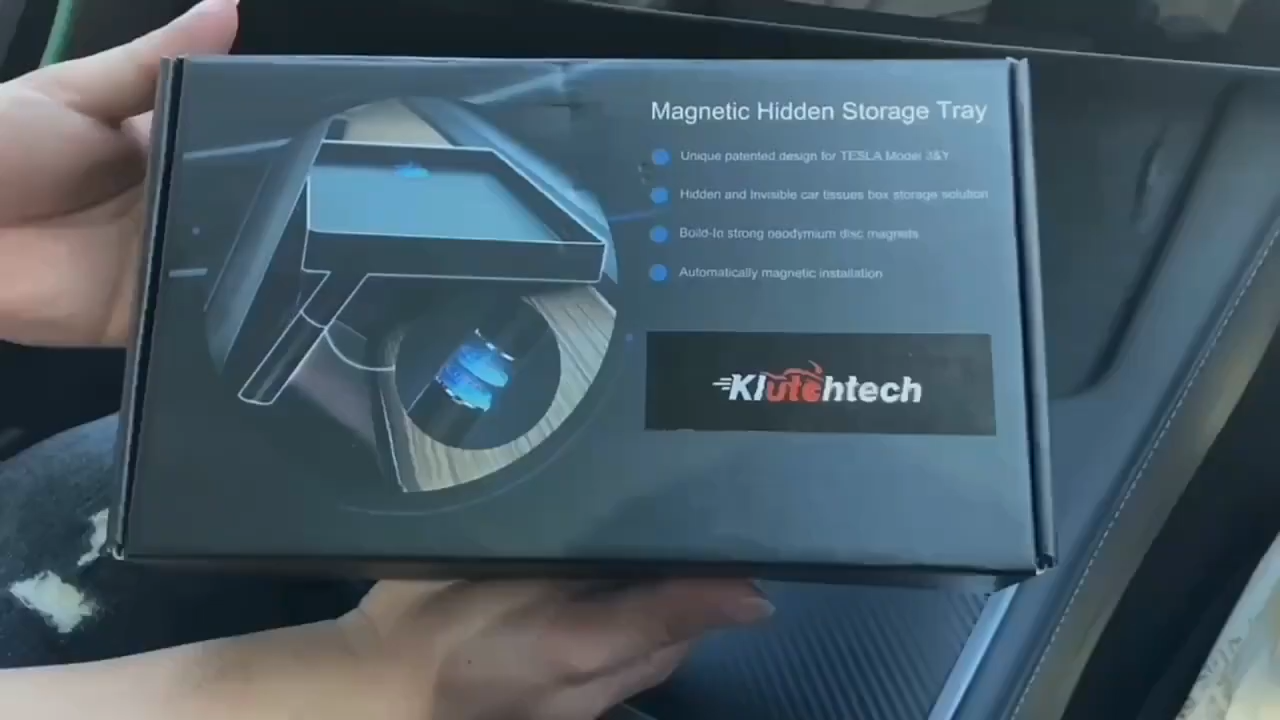 Magnetic Hidden Storage Tray
Unique patented design for TESLA Model 3&Y
Hidden and Invisible car tissues box storage solution
Build-In strong neodymium disc magnets
Automatically magnetic installation
Klutchtech